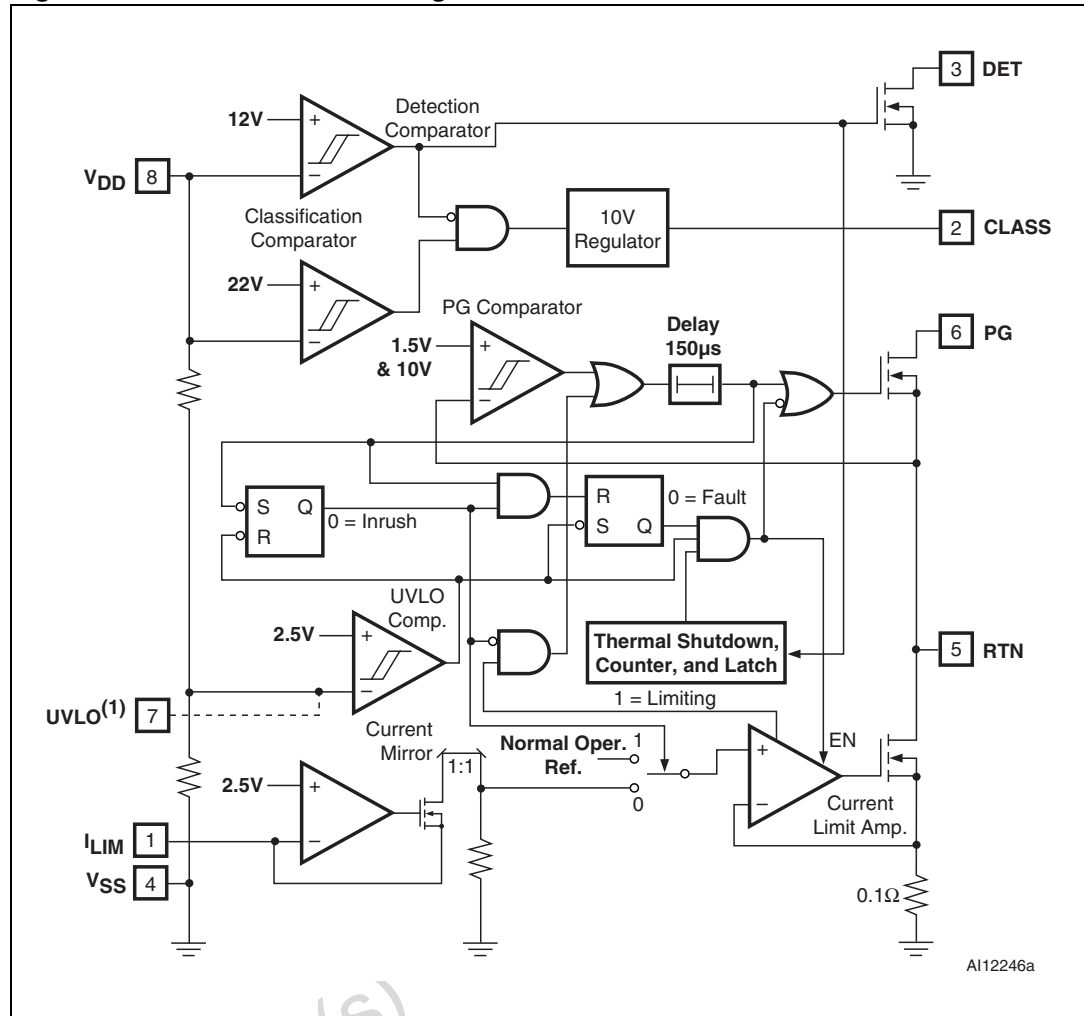 3 DET
Detection
Comparator
12V
+
−
VDD 8
Classification
Comparator
10V
Regulator
2 CLASS
22V
+
−
PG Comparator
1.5V
& 10V
+
−
Delay
150µs
6 PG
S Q
R
0 = Inrush
R
S Q
0 = Fault
UVLO
Comp.
2.5V
+
−
Thermal Shutdown,
Counter, and Latch
5 RTN
UVLO(1) 7
1 = Limiting
Current
Mirror
1:1
Normal Oper.
Ref.
1
0
+
−
EN
Current
Limit Amp.
2.5V
+
−
ILIM 1
VSS 4
0.1Ω
AI12246a
(s)